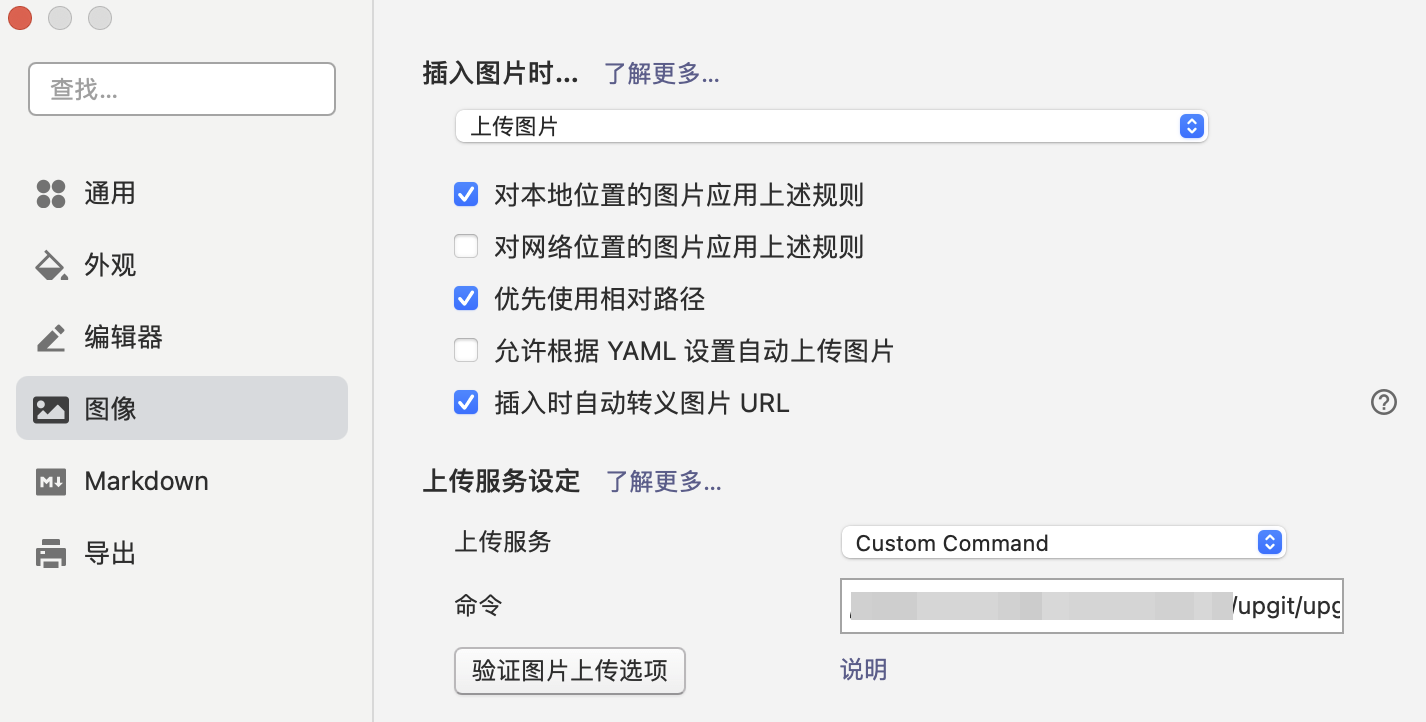 查找...
通用
外观
编辑器
图像
Markdown
导出
插入图片时... 了解更多...
上传图片
对本地位置的图片应用上述规则
对网络位置的图片应用上述规则
优先使用相对路径
允许根据 YAML 设置自动上传图片
插入时自动转义图片 URL
上传服务设定 了解更多...
上传服务 Custom Command
命令 /upgit/upg
验证图片上传选项 说明